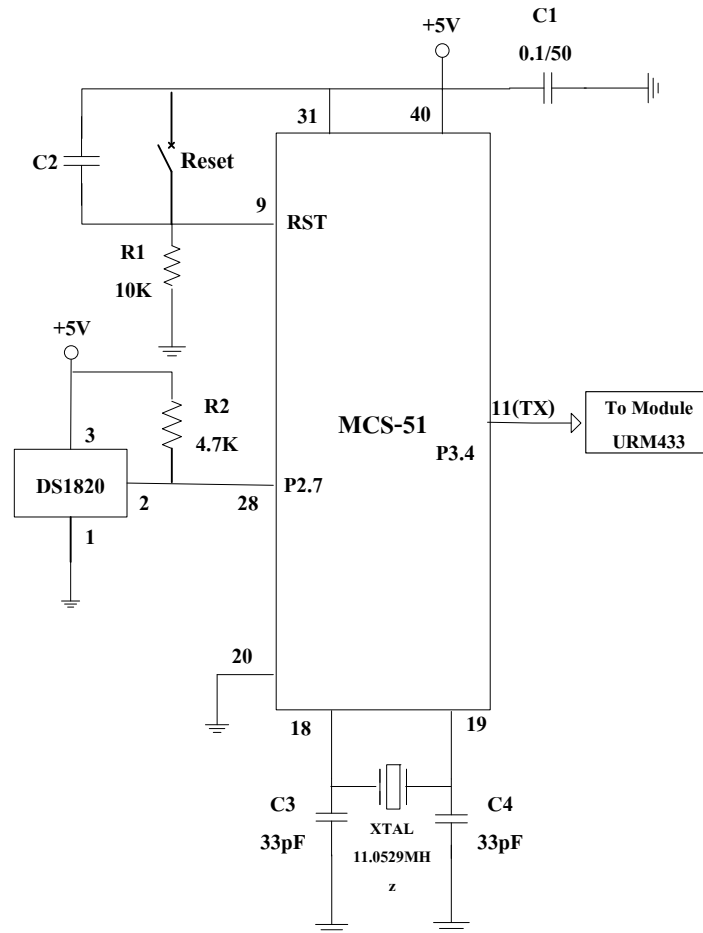 C1
+5V
0.1/50
31
40
C2
Reset
9
RST
R1
10K
+5V
R2
4.7K
3
DS1820
2
1
28
P2.7
MCS-51
P3.4
11(TX)
To Module
URM433
20
18
19
C3
33pF
XTAL
11.0529MH
z
C4
33pF